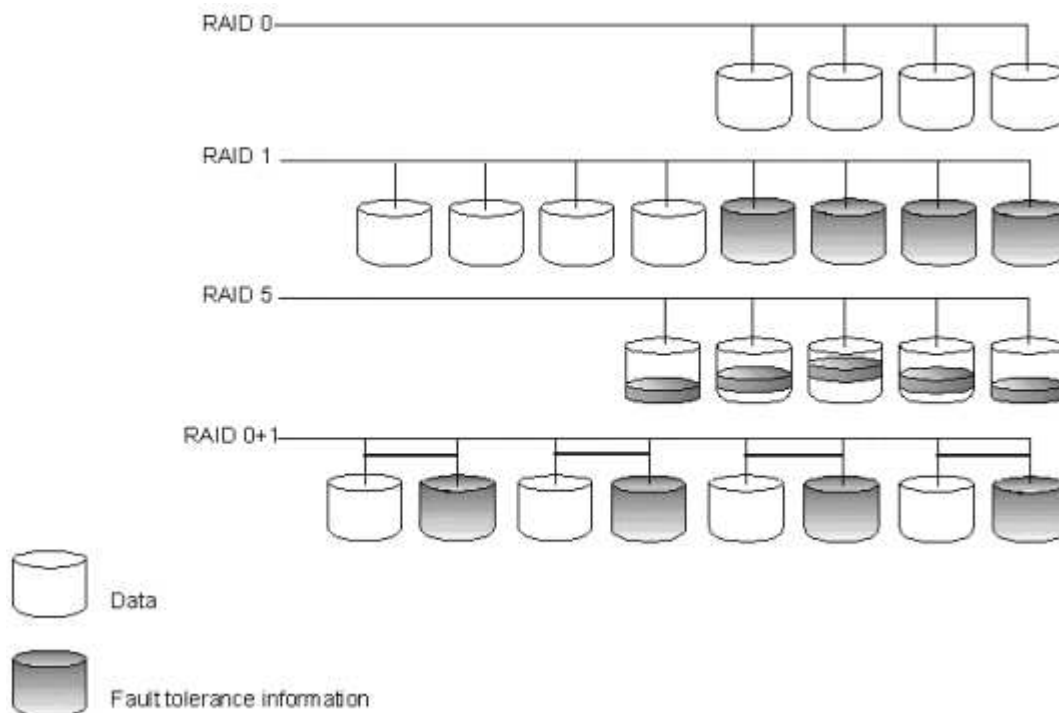 RAID 0
RAID 1
RAID 5
RAID 0+1
Data
Fault tolerance information